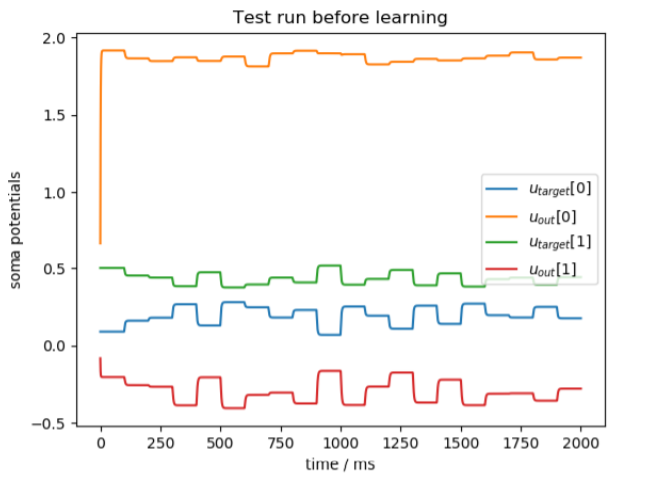 Test run before learning
2.0
1.5
1.0
0.5
0.0
−0.5
soma potentials
u_target[0]
u_out[0]
u_target[1]
u_out[1]
0 250 500 750 1000 1250 1500 1750 2000
time / ms